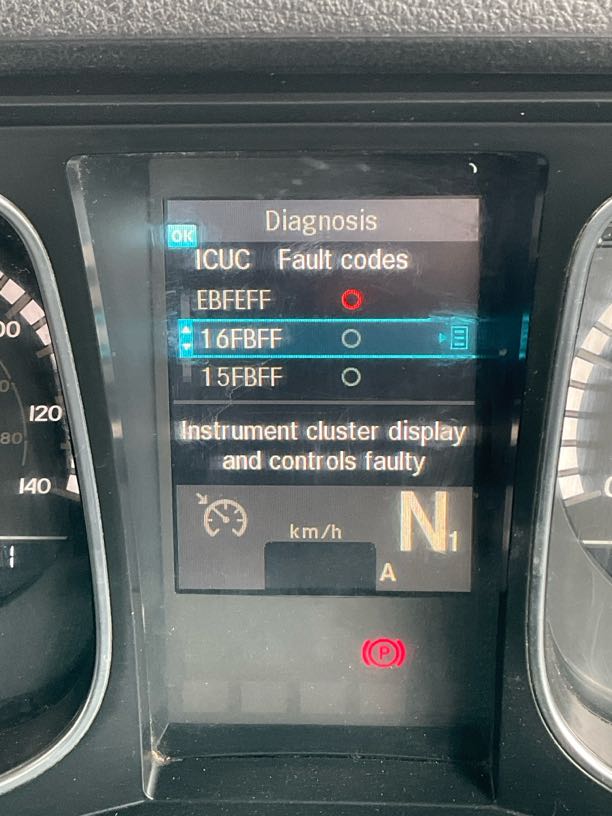 Diagnosis
OK
ICUC Fault codes
EBFEFF
16FBFF
15FBFF
Instrument cluster display
and controls faulty
km/h
N1
A
P
120
80
140